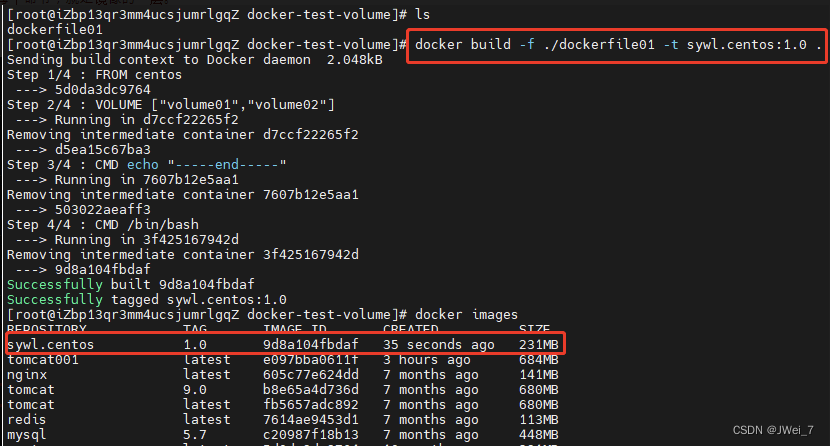 [root@iZbp13qr3mm4ucsjumrlgqZ docker-test-volume]# ls
dockerfile01
[root@iZbp13qr3mm4ucsjumrlgqZ docker-test-volume]# docker build -f ./dockerfile01 -t sywl.centos:1.0 .
Sending build context to Docker daemon  2.048kB
Step 1/4 : FROM centos
 ---> 5d0da3dc9764
Step 2/4 : VOLUME ["volume01","volume02"]
 ---> Running in d7ccf22265f2
Removing intermediate container d7ccf22265f2
 ---> d5ea15c67ba3
Step 3/4 : CMD echo "-----end-----"
 ---> Running in 7607b12e5aa1
Removing intermediate container 7607b12e5aa1
 ---> 503022aeaff3
Step 4/4 : CMD /bin/bash
 ---> Running in 3f425167942d
Removing intermediate container 3f425167942d
 ---> 9d8a104fbdaf
Successfully built 9d8a104fbdaf
Successfully tagged sywl.centos:1.0
[root@iZbp13qr3mm4ucsjumrlgqZ docker-test-volume]# docker images
REPOSITORY TAG IMAGE ID CREATED SIZE
sywl.centos 1.0 9d8a104fbdaf 35 seconds ago 231MB
tomcat001 latest e097bba0611f 3 hours ago 684MB
nginx latest 605c77e624dd 7 months ago 141MB
tomcat 9.0 b8e65a4d736d 7 months ago 680MB
tomcat latest fb5657adc892 7 months ago 680MB
redis latest 7614ae9453d1 7 months ago 113MB
mysql 5.7 c20987f18b13 7 months ago 448MB
CSDN @JWei_7